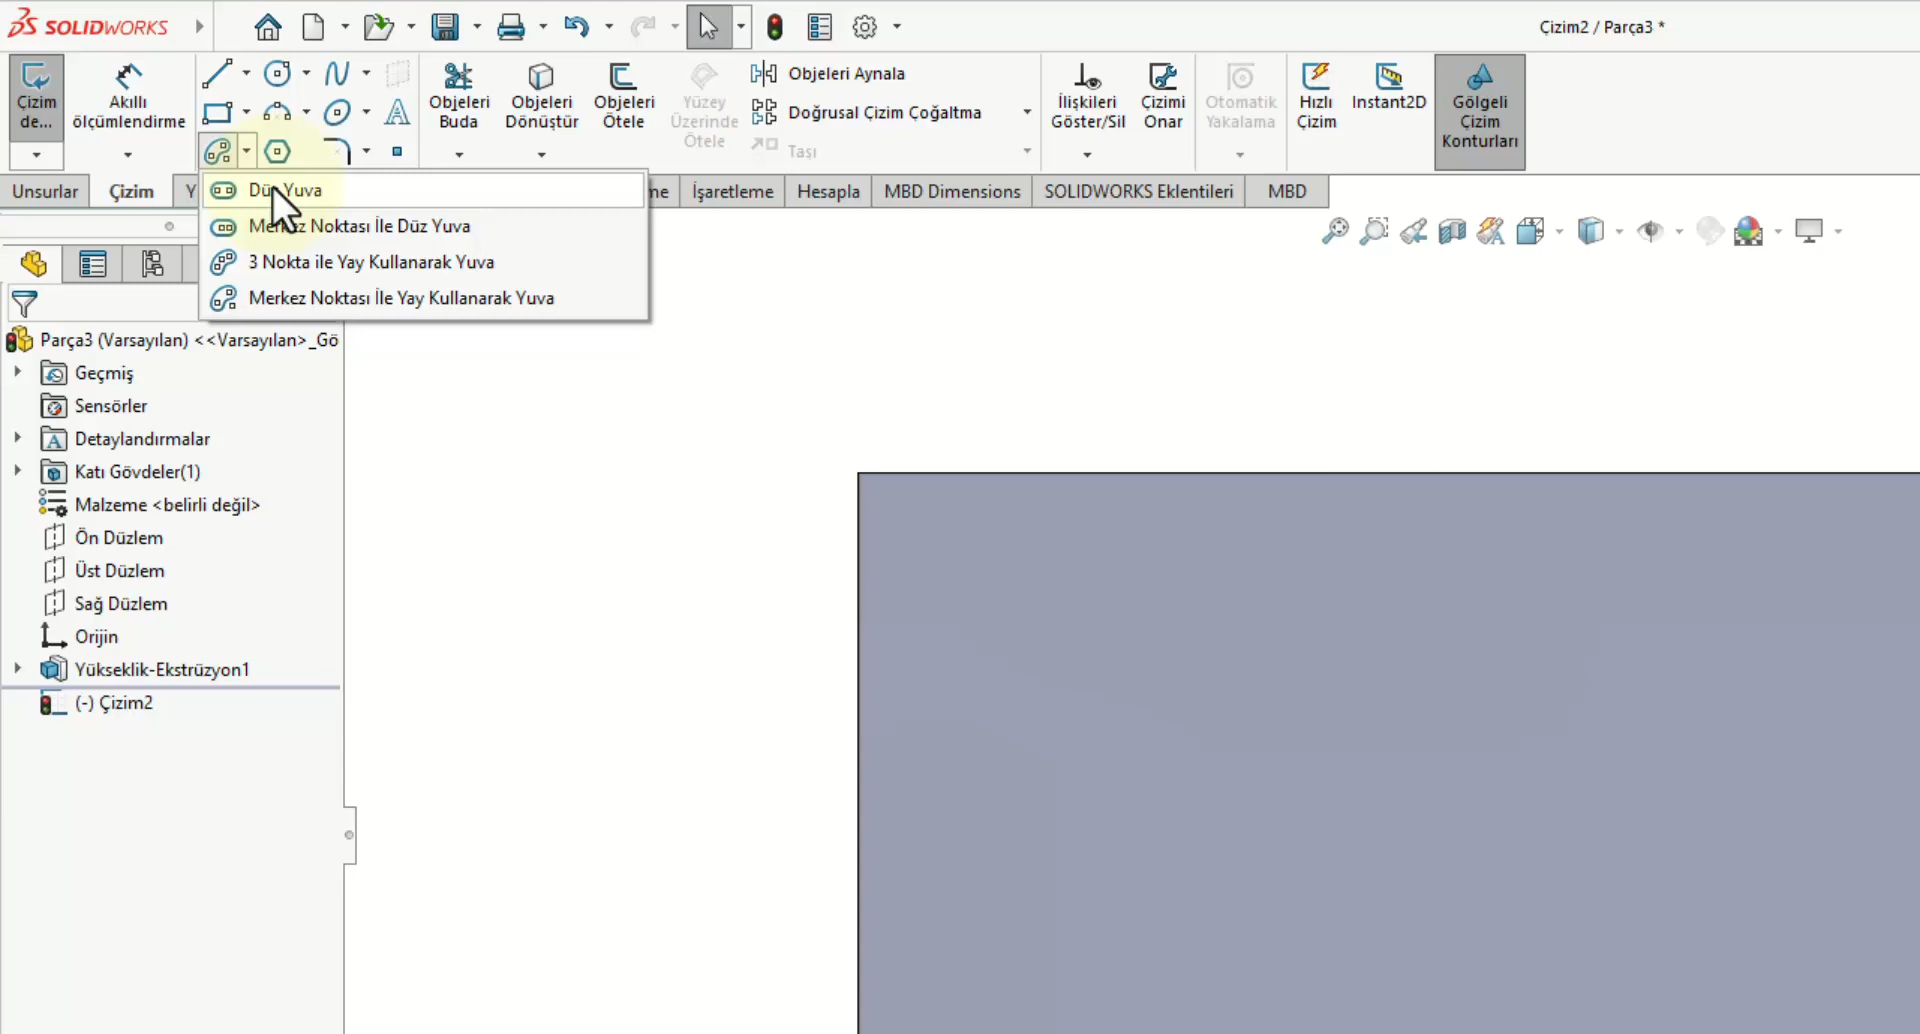 SOLIDWORKS
Çizim2 / Parça3 *
Çizim
de...
Akıllı
ölçümlendirme
Objeleri
Buda
Objeleri
Dönüştür
Objeleri
Ötele
Yüzey
Üzerinde
Ötele
Objeleri Aynala
Doğrusal Çizim Çoğaltma
Taşı
İlişkileri
Göster/Sil
Çizimi
Onar
Otomatik
Yakalama
Hızlı
Çizim
Instant2D
Gölgeli
Çizim
Konturları
Unsurlar
Çizim
Y
me
İşaretleme
Hesapla
MBD Dimensions
SOLIDWORKS Eklentileri
MBD
Yuva
Noktası İle Düz Yuva
3 Nokta ile Yay Kullanarak Yuva
Merkez Noktası İle Yay Kullanarak Yuva
Parça3 (Varsayılan) <<Varsayılan>_Gö
Geçmiş
Sensörler
Detaylandırmalar
Katı Gövdeler(1)
Malzeme <belirli değil>
Ön Düzlem
Üst Düzlem
Sağ Düzlem
Orijin
Yükseklik-Ekstrüzyon1
(-) Çizim2